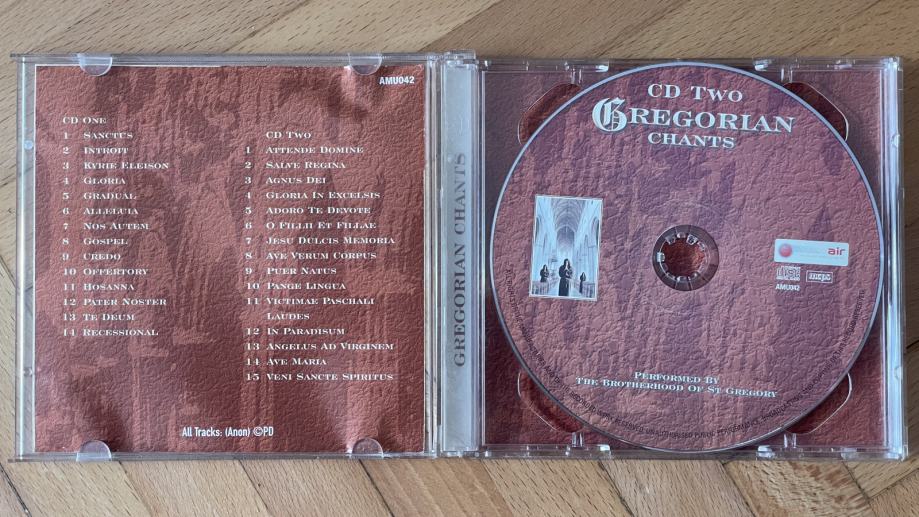 AMU042
CD One
1 Sanctus
2 Introit
3 Kyrie Eleison
4 Gloria
5 Gradual
6 Alleluia
7 Nos Autem
8 Gospel
9 Credo
10 Offertory
11 Hosanna
12 Pater Noster
13 Te Deum
14 Recessional
CD Two
1 Attende Domine
2 Salve Regina
3 Agnus Dei
4 Gloria In Excelsis
5 Adoro Te Devote
6 O Fillii Et Fillae
7 Jesu Dulcis Memoria
8 Ave Verum Corpus
9 Puer Natus
10 Pange Lingua
11 Victimae Paschali
Laudes
12 In Paradisum
13 Angelus Ad Virginem
14 Ave Maria
15 Veni Sancte Spiritus
All Tracks: (Anon) ©PD
GREGORIAN CHANTS
CD Two
Gregorian
Chants
air
mcps
AMU042
Performed By
The Brotherhood Of St Gregory